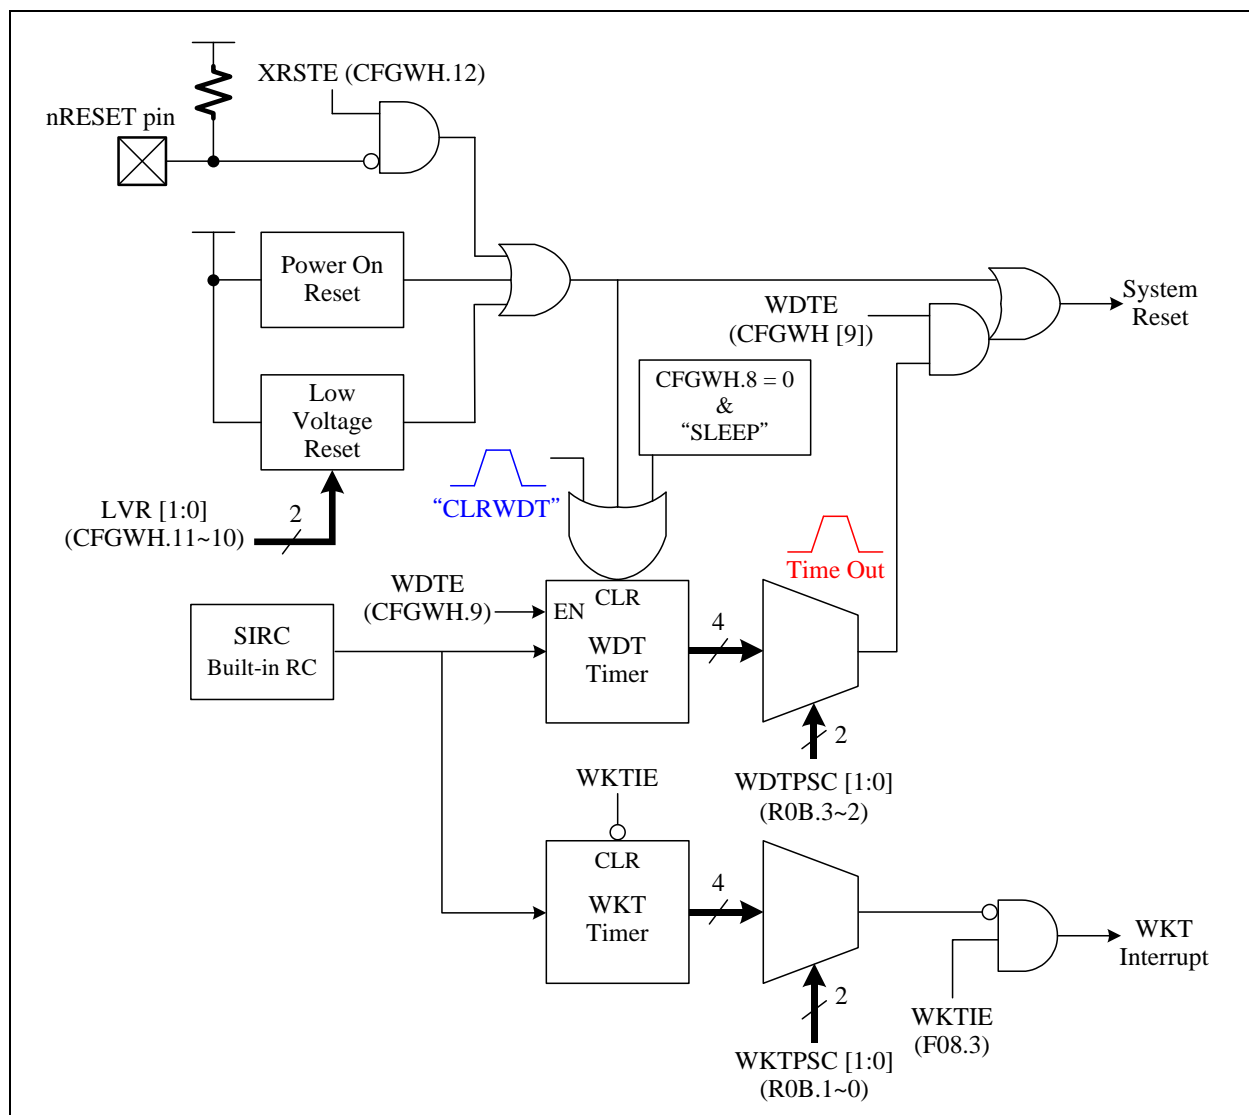 XRSTE (CFGWH.12)
nRESET pin
Power On
Reset
WDTE
(CFGWH [9])
System
Reset
CFGWH.8 = 0
&
“SLEEP”
Low
Voltage
Reset
“CLRWDT”
LVR [1:0]
(CFGWH.11~10)
2
Time Out
WDTE
(CFGWH.9)
EN
CLR
WDT
Timer
4
SIRC
Built-in RC
2
WDTPSC [1:0]
(R0B.3~2)
WKTIE
CLR
WKT
Timer
4
WKT
Interrupt
2
WKTIE
(F08.3)
WKTPSC [1:0]
(R0B.1~0)